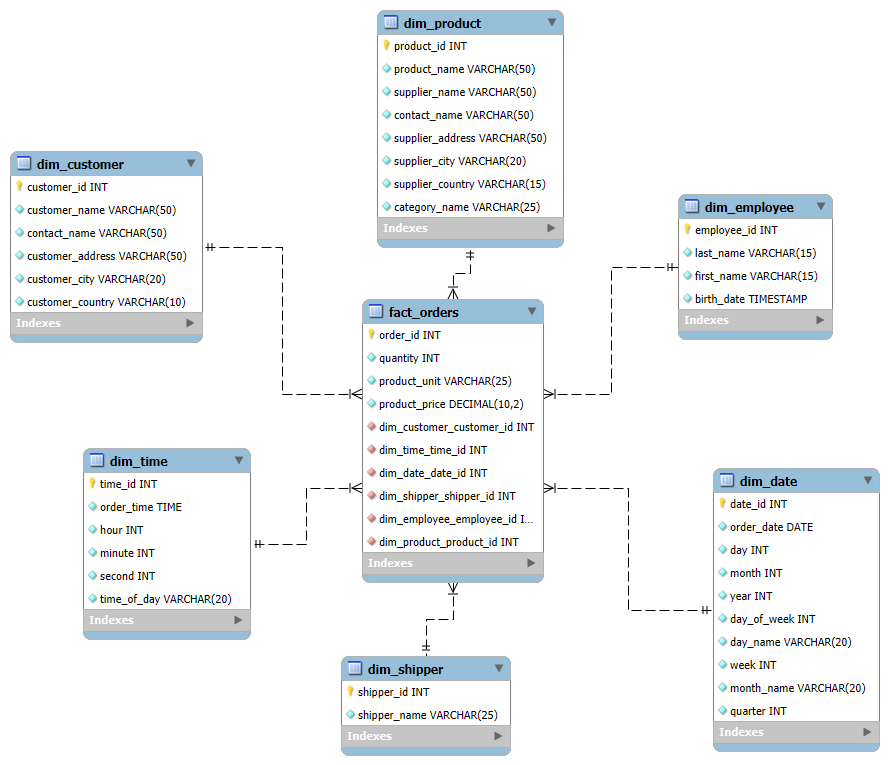 dim_product
product_id INT
product_name VARCHAR(50)
supplier_name VARCHAR(50)
contact_name VARCHAR(50)
supplier_address VARCHAR(50)
supplier_city VARCHAR(20)
supplier_country VARCHAR(15)
category_name VARCHAR(25)
Indexes
dim_customer
customer_id INT
customer_name VARCHAR(50)
contact_name VARCHAR(50)
customer_address VARCHAR(50)
customer_city VARCHAR(20)
customer_country VARCHAR(10)
Indexes
dim_employee
employee_id INT
last_name VARCHAR(15)
first_name VARCHAR(15)
birth_date TIMESTAMP
Indexes
fact_orders
order_id INT
quantity INT
product_unit VARCHAR(25)
product_price DECIMAL(10,2)
dim_customer_customer_id INT
dim_time_time_id INT
dim_date_date_id INT
dim_shipper_shipper_id INT
dim_employee_employee_id I...
dim_product_product_id INT
Indexes
dim_time
time_id INT
order_time TIME
hour INT
minute INT
second INT
time_of_day VARCHAR(20)
Indexes
dim_date
date_id INT
order_date DATE
day INT
month INT
year INT
day_of_week INT
day_name VARCHAR(20)
week INT
month_name VARCHAR(20)
quarter INT
Indexes
dim_shipper
shipper_id INT
shipper_name VARCHAR(25)
Indexes